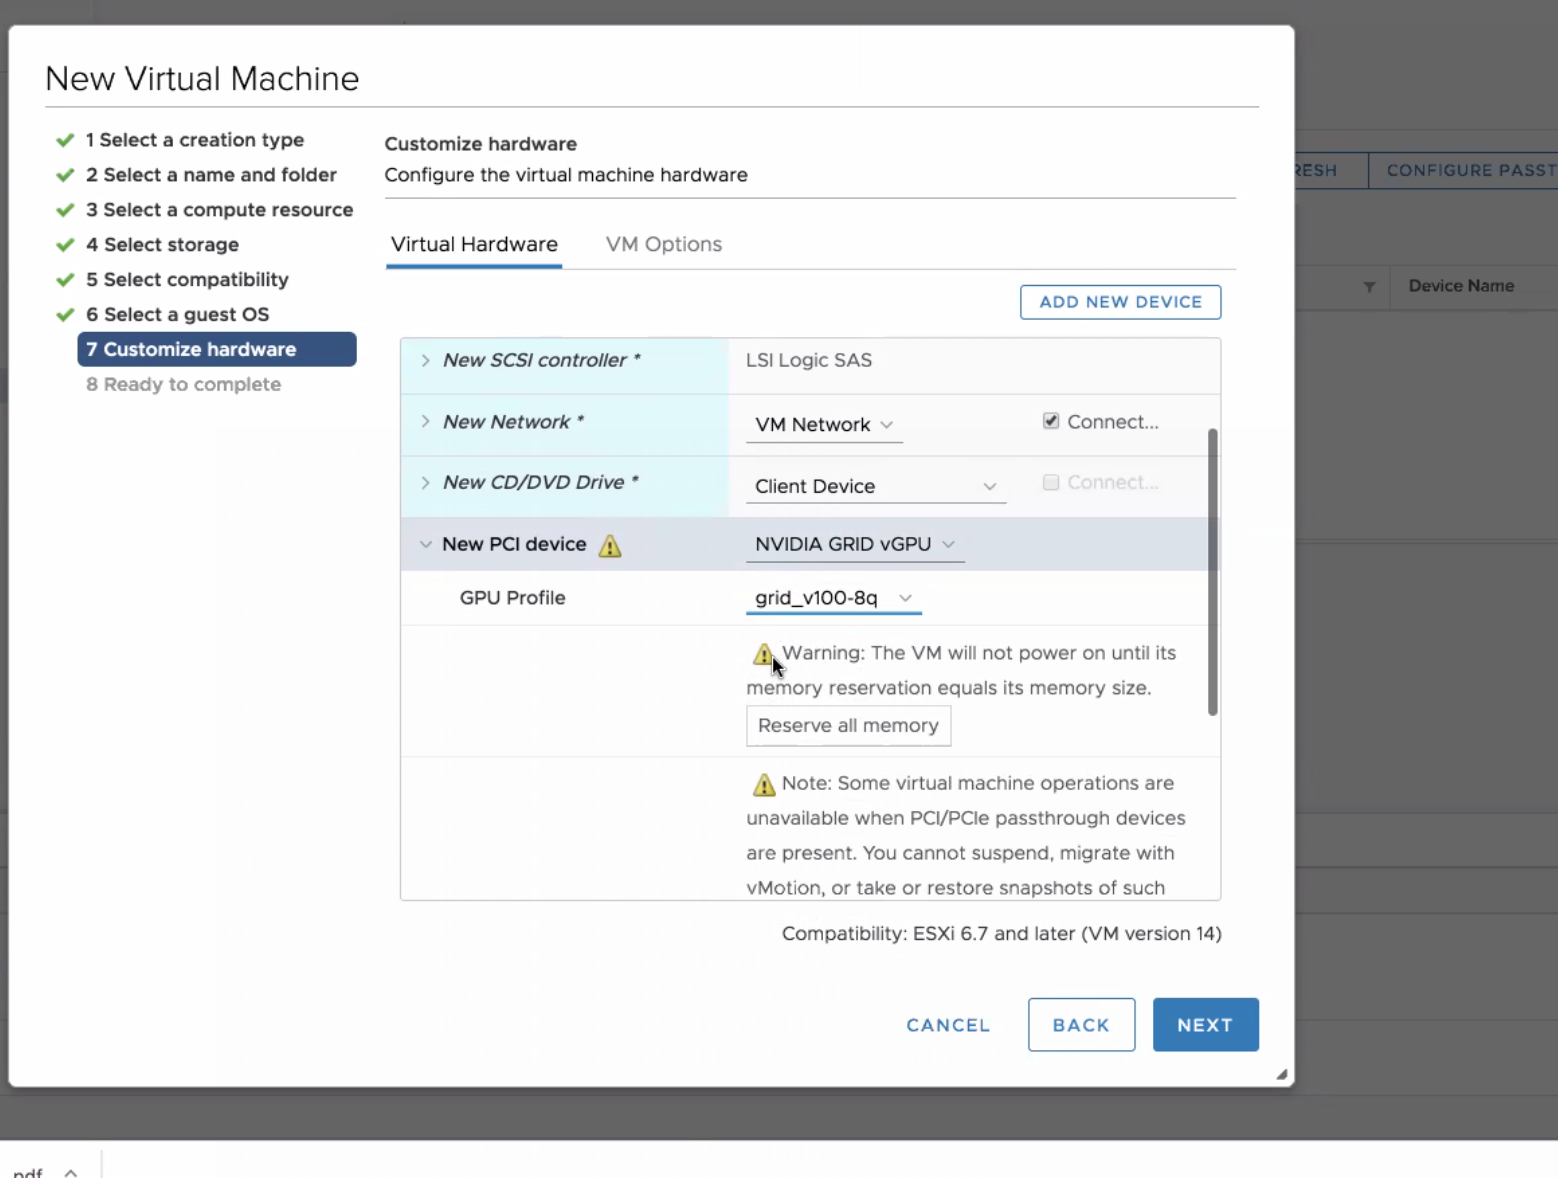 New Virtual Machine
1 Select a creation type
2 Select a name and folder
3 Select a compute resource
4 Select storage
5 Select compatibility
6 Select a guest OS
7 Customize hardware
8 Ready to complete
Customize hardware
Configure the virtual machine hardware
Virtual Hardware
VM Options
ADD NEW DEVICE
New SCSI controller *
LSI Logic SAS
New Network *
VM Network
Connect...
New CD/DVD Drive *
Client Device
Connect...
New PCI device
NVIDIA GRID vGPU
GPU Profile
grid_v100-8q
Warning: The VM will not power on until its
memory reservation equals its memory size.
Reserve all memory
Note: Some virtual machine operations are
unavailable when PCI/PCIe passthrough devices
are present. You cannot suspend, migrate with
vMotion, or take or restore snapshots of such
Compatibility: ESXi 6.7 and later (VM version 14)
CANCEL
BACK
NEXT
RESH
CONFIGURE PASST
Device Name
pdf